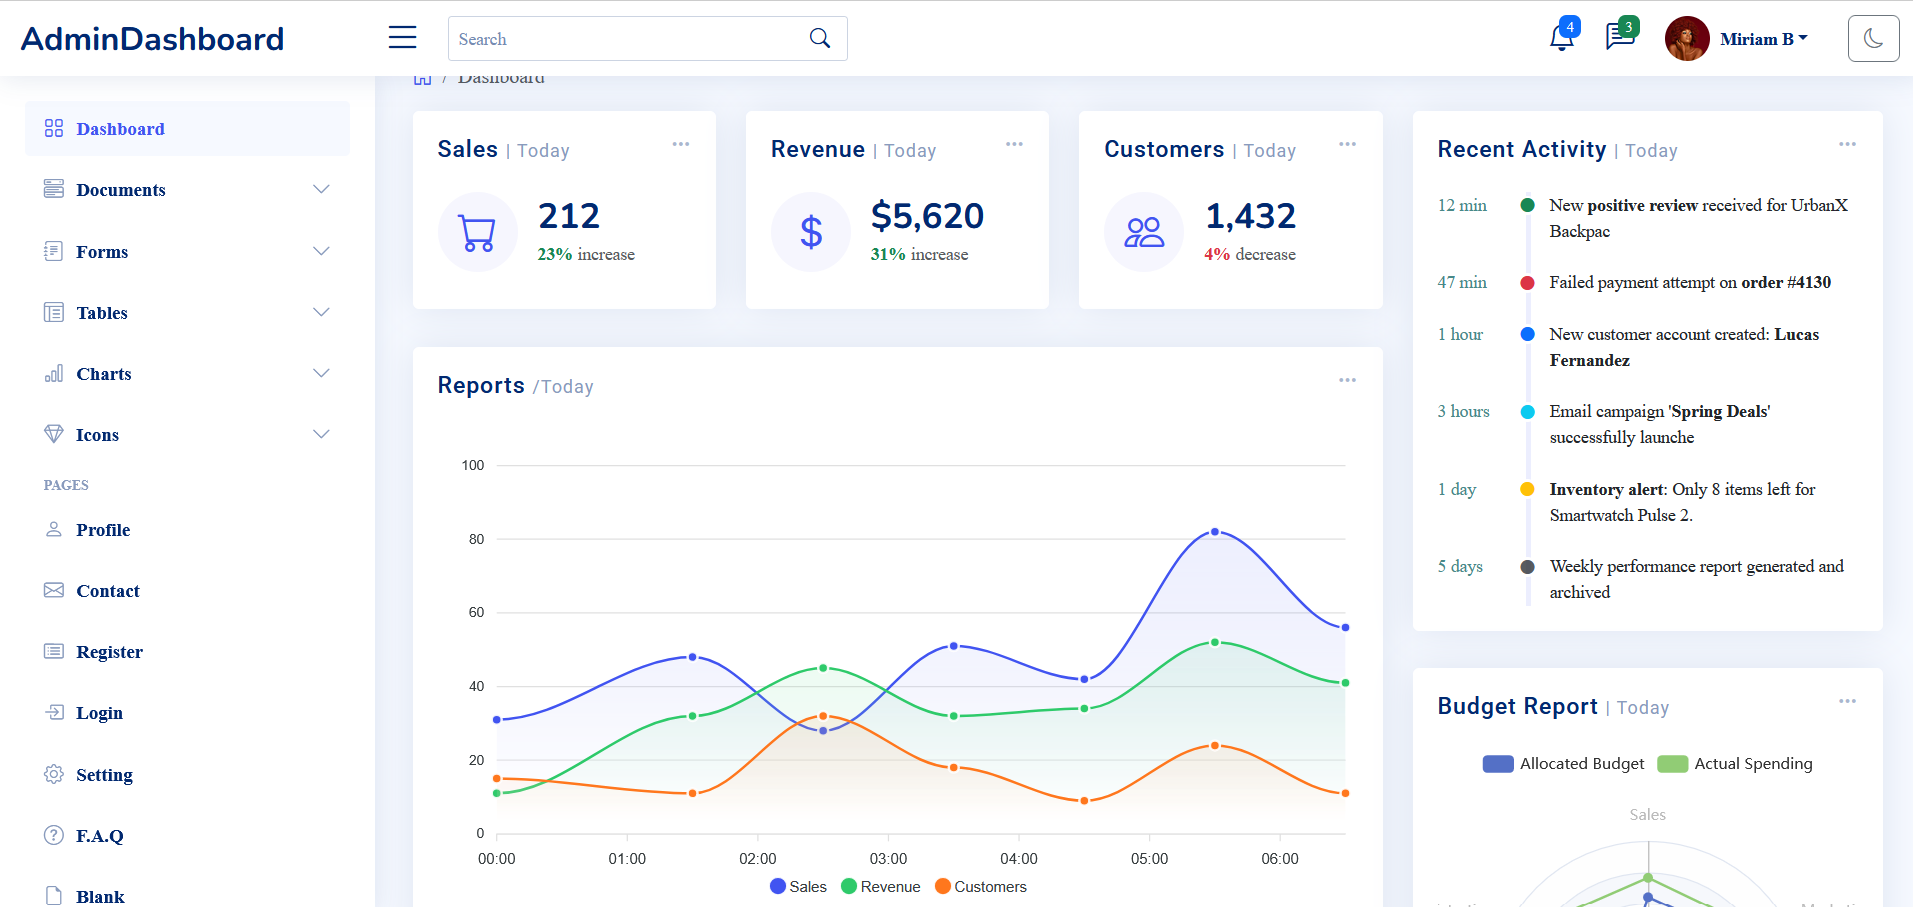 AdminDashboard
Search
4
3
Miriam B
/ Dashboard
Dashboard
Documents
Forms
Tables
Charts
Icons
PAGES
Profile
Contact
Register
Login
Setting
F.A.Q
Blank
Sales | Today
212
23% increase
Revenue | Today
$5,620
31% increase
Customers | Today
1,432
4% decrease
Reports /Today
100
80
60
40
20
0
00:00 01:00 02:00 03:00 04:00 05:00 06:00
Sales Revenue Customers
Recent Activity | Today
12 min New positive review received for UrbanX
Backpac
47 min Failed payment attempt on order #4130
1 hour New customer account created: Lucas
Fernandez
3 hours Email campaign 'Spring Deals'
successfully launche
1 day Inventory alert: Only 8 items left for
Smartwatch Pulse 2.
5 days Weekly performance report generated and
archived
Budget Report | Today
Allocated Budget Actual Spending
Sales